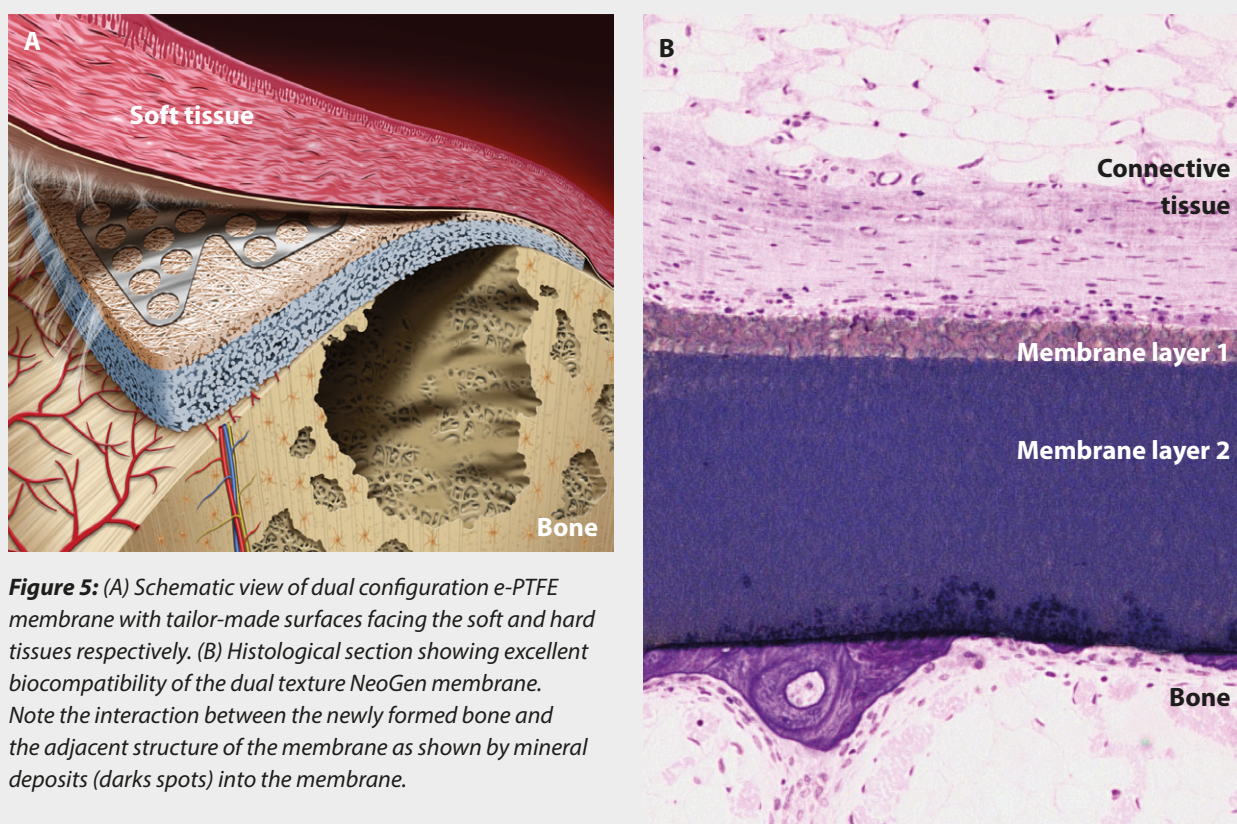 A
Soft tissue
Bone
Figure 5: (A) Schematic view of dual configuration e-PTFE
membrane with tailor-made surfaces facing the soft and hard
tissues respectively. (B) Histological section showing excellent
biocompatibility of the dual texture NeoGen membrane.
Note the interaction between the newly formed bone and
the adjacent structure of the membrane as shown by mineral
deposits (darks spots) into the membrane.
B
Connective
tissue
Membrane layer 1
Membrane layer 2
Bone